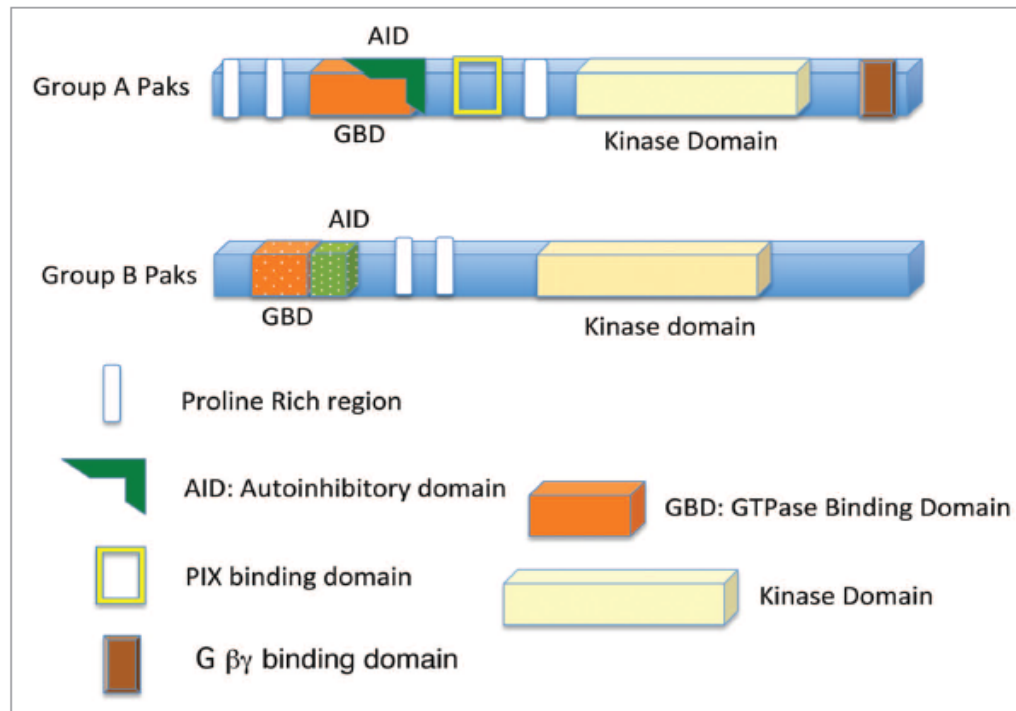 AID
Group A Paks
GBD
Kinase Domain
AID
Group B Paks
GBD
Kinase domain
Proline Rich region
AID: Autoinhibitory domain
GBD: GTPase Binding Domain
PIX binding domain
Kinase Domain
G βγ binding domain